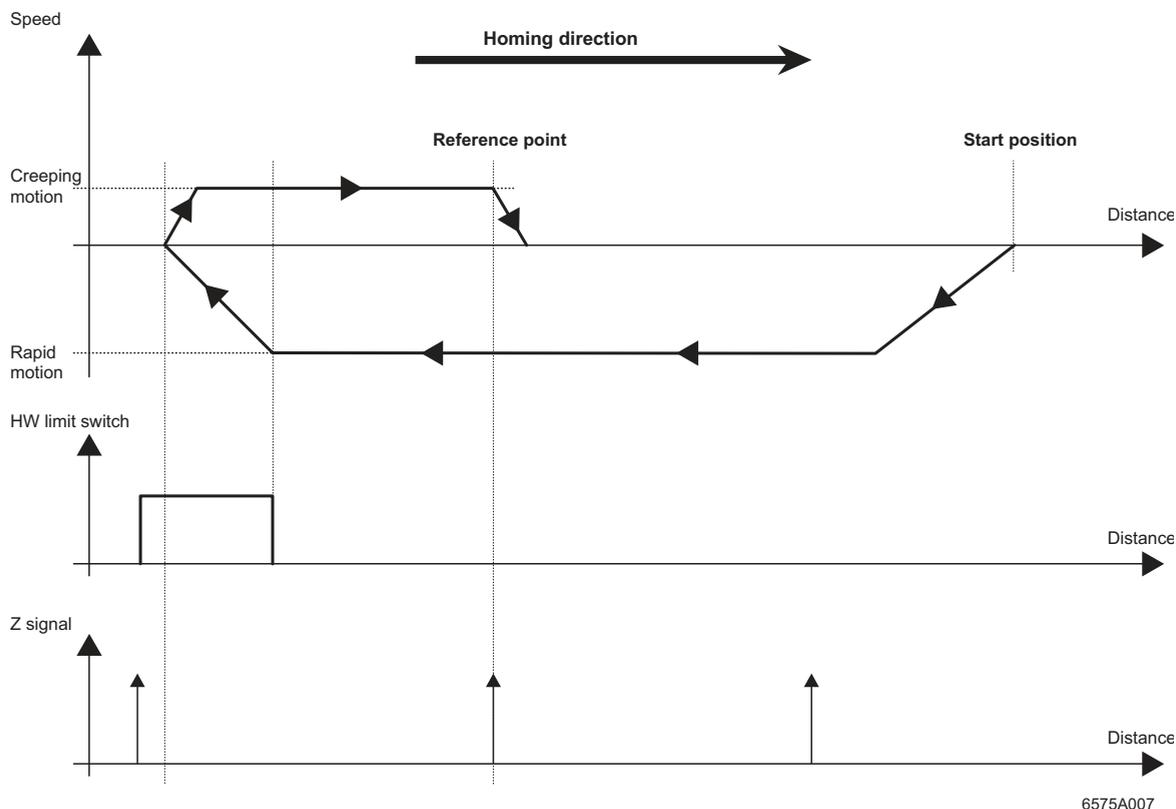 Speed
Homing direction
Reference point
Start position
Creeping
motion
Distance
Rapid
motion
HW limit switch
Distance
Z signal
Distance
6575A007